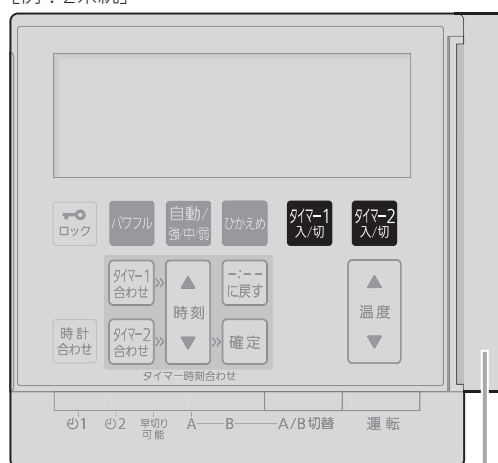 ロック
パワフル
自動/
強/中/弱
ひかえめ
タイマー1
入/切
タイマー2
入/切
タイマー1
合わせ
時刻
-:--
に戻す
温度
時計
合わせ
タイマー2
合わせ
確定
タイマー時刻合わせ
1 2 早切り
可能 A B A/B切替 運転